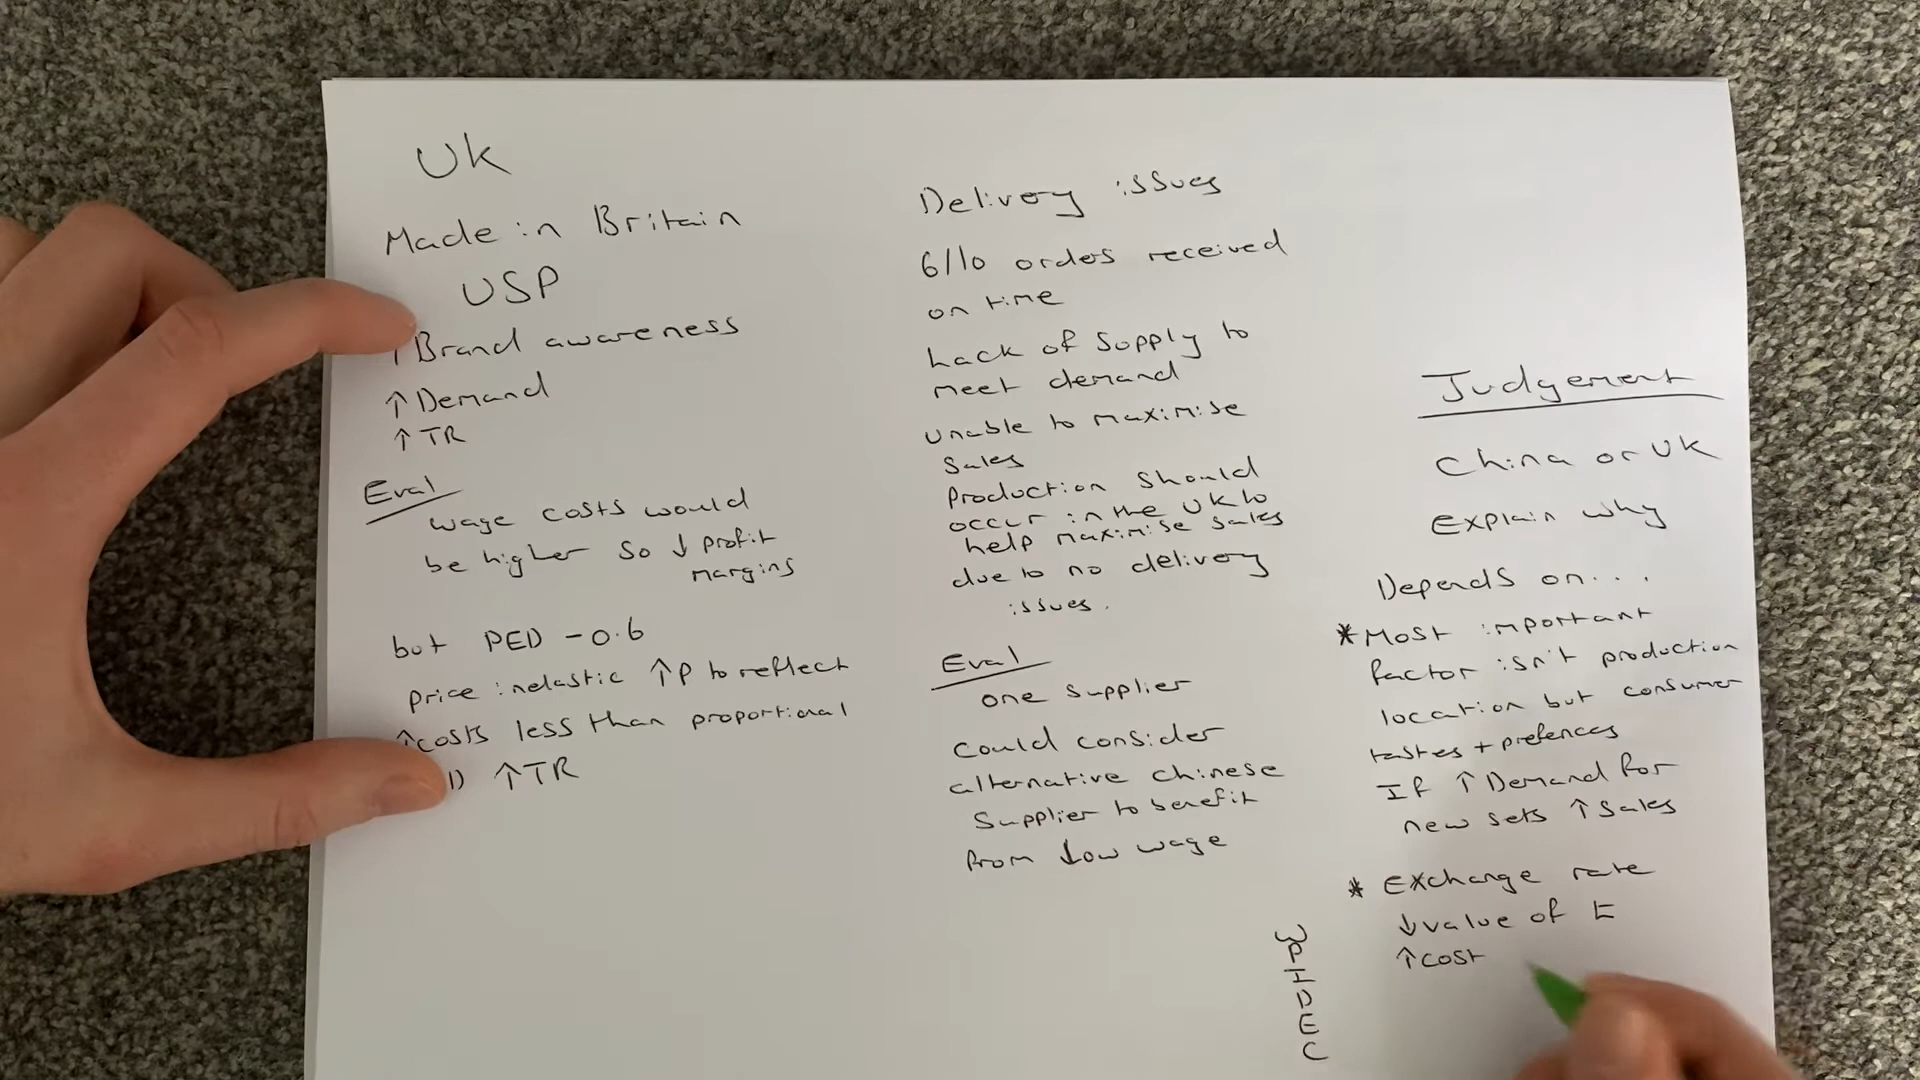 UK
Made in Britain
USP
↑Brand awareness
↑Demand
↑TR
Eval
wage costs would
be higher so ↓ profit
margins
but PED -0.6
price inelastic ↑P to reflect
↑costs less than proportional
↑TR
Delivery issues
6/10 orders received
on time
Lack of supply to
meet demand
unable to maximise
sales
production should
occur in the UK to
help maximise sales
due to no delivery
issues.
Eval
one supplier
could consider
alternative chinese
supplier to benefit
from low wage
Judgement
China or UK
Explain why
Depends on...
* Most important
factor isn't production
location but consumer
tastes + prefences
If ↑ Demand for
new sets ↑ sales
* Exchange rate
↓value of £
↑cost